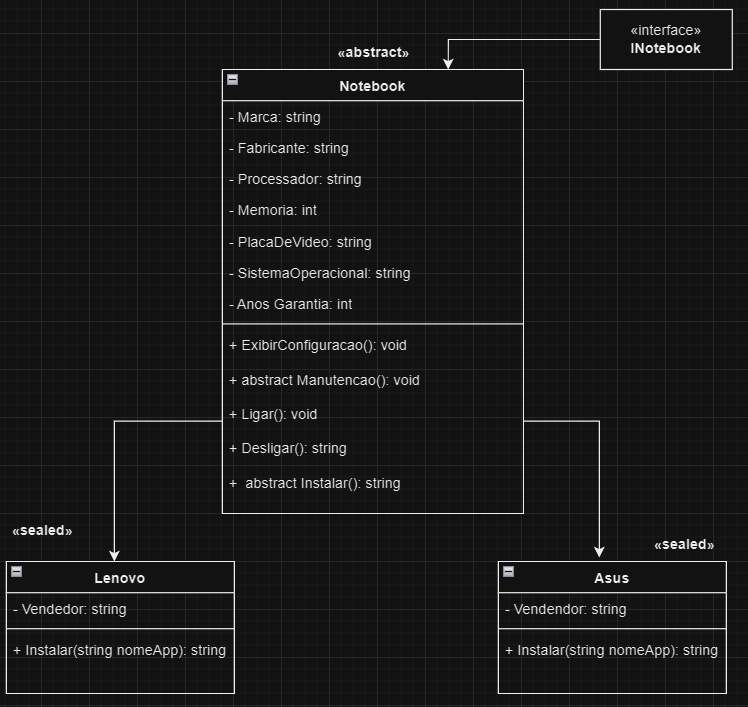 «interface»
INotebook
«abstract»
Notebook
- Marca: string
- Fabricante: string
- Processador: string
- Memoria: int
- PlacaDeVideo: string
- SistemaOperacional: string
- Anos Garantia: int
+ ExibirConfiguracao(): void
+ abstract Manutencao(): void
+ Ligar(): void
+ Desligar(): string
+ abstract Instalar(): string
«sealed»
Lenovo
- Vendedor: string
+ Instalar(string nomeApp): string
«sealed»
Asus
- Vendendor: string
+ Instalar(string nomeApp): string